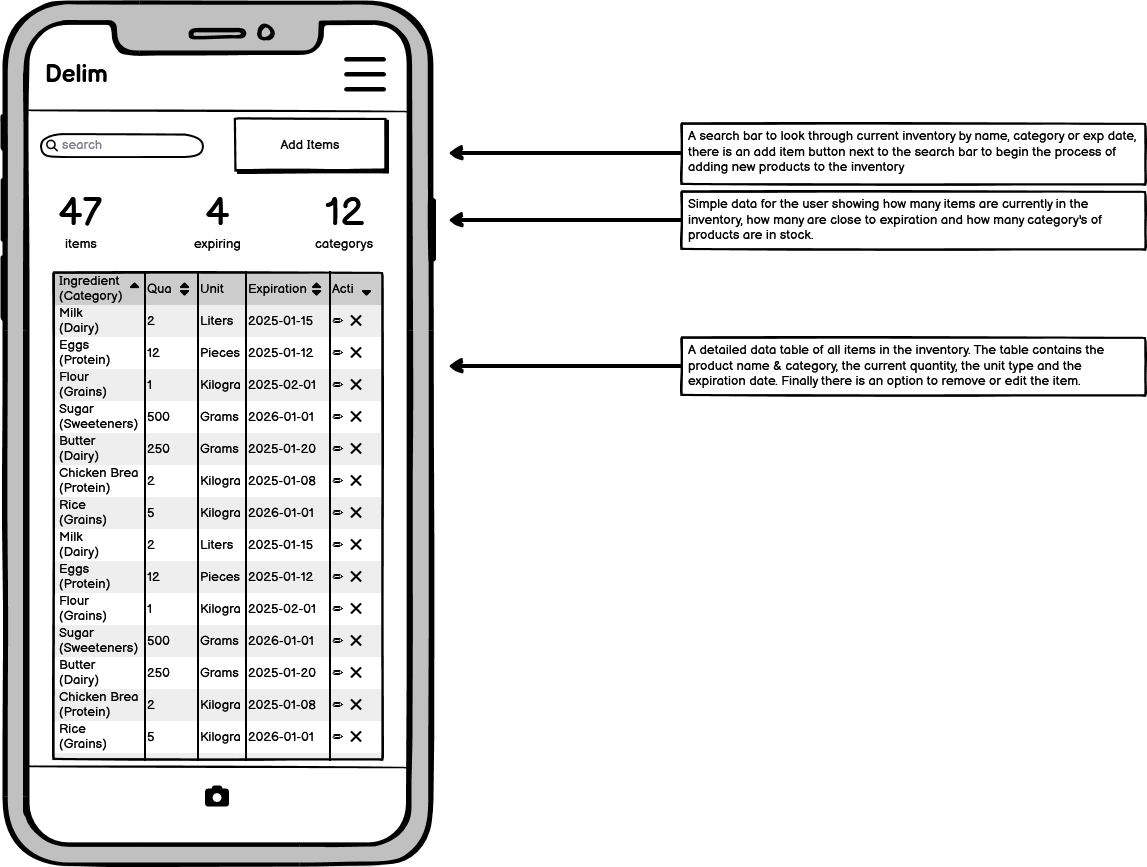 Delim
search
Add Items
47 4 12
items expiring categorys
Ingredient
(Category) Qua Unit Expiration Acti
Milk
(Dairy) 2 Liters 2025-01-15
Eggs
(Protein) 12 Pieces 2025-01-12
Flour
(Grains) 1 Kilogra 2025-02-01
Sugar
(Sweeteners) 500 Grams 2026-01-01
Butter
(Dairy) 250 Grams 2025-01-20
Chicken Brea
(Protein) 2 Kilogra 2025-01-08
Rice
(Grains) 5 Kilogra 2026-01-01
Milk
(Dairy) 2 Liters 2025-01-15
Eggs
(Protein) 12 Pieces 2025-01-12
Flour
(Grains) 1 Kilogra 2025-02-01
Sugar
(Sweeteners) 500 Grams 2026-01-01
Butter
(Dairy) 250 Grams 2025-01-20
Chicken Brea
(Protein) 2 Kilogra 2025-01-08
Rice
(Grains) 5 Kilogra 2026-01-01
A search bar to look through current inventory by name, category or exp date,
there is an add item button next to the search bar to begin the process of
adding new products to the inventory
Simple data for the user showing how many items are currently in the
inventory, how many are close to expiration and how many category's of
products are in stock.
A detailed data table of all items in the inventory. The table contains the
product name & category, the current quantity, the unit type and the
expiration date. Finally there is an option to remove or edit the item.